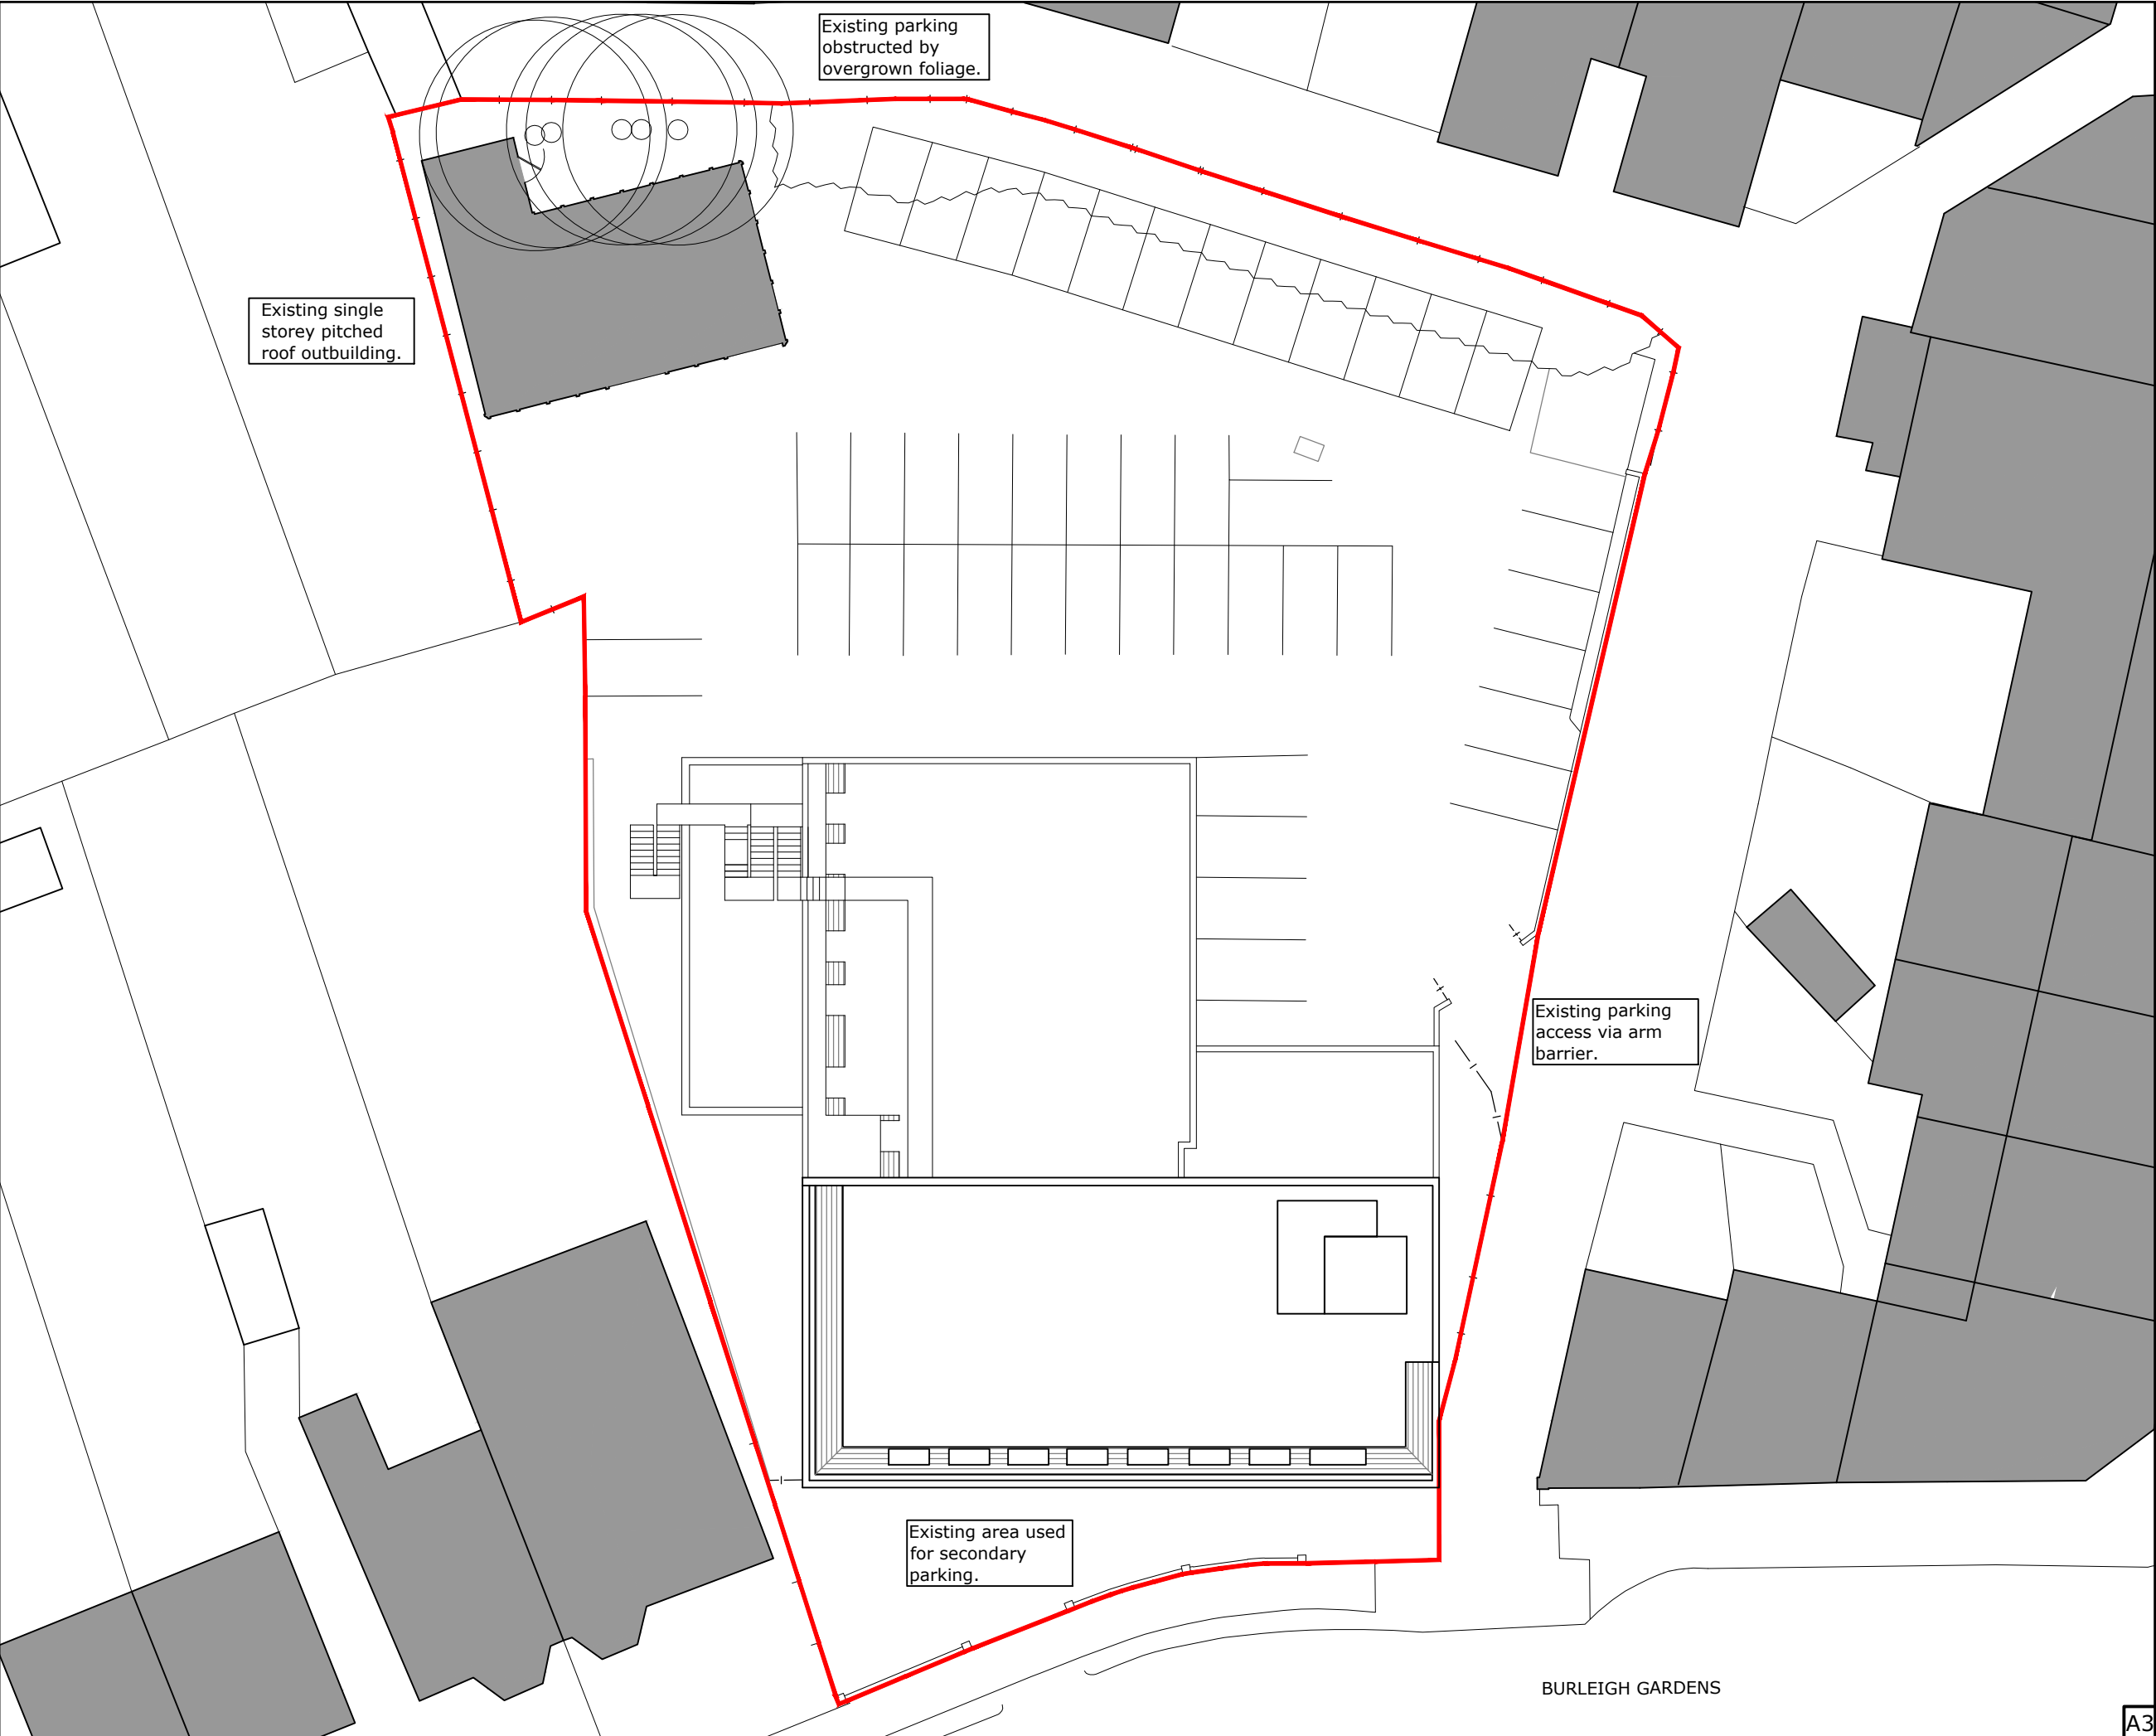 Existing parking
obstructed by
overgrown foliage.
Existing single
storey pitched
roof outbuilding.
Existing parking
access via arm
barrier.
Existing area used
for secondary
parking.
BURLEIGH GARDENS
A3